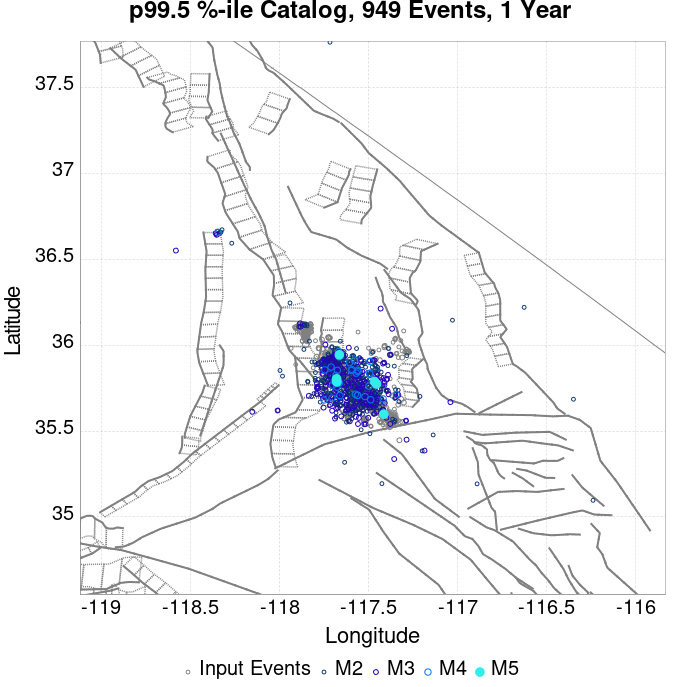 p99.5 %-ile Catalog, 949 Events, 1 Year
37.5
37
36.5
36
35.5
35
Latitude
-119 -118.5 -118 -117.5 -117 -116.5 -116
Longitude
Input Events M2 M3 M4 M5